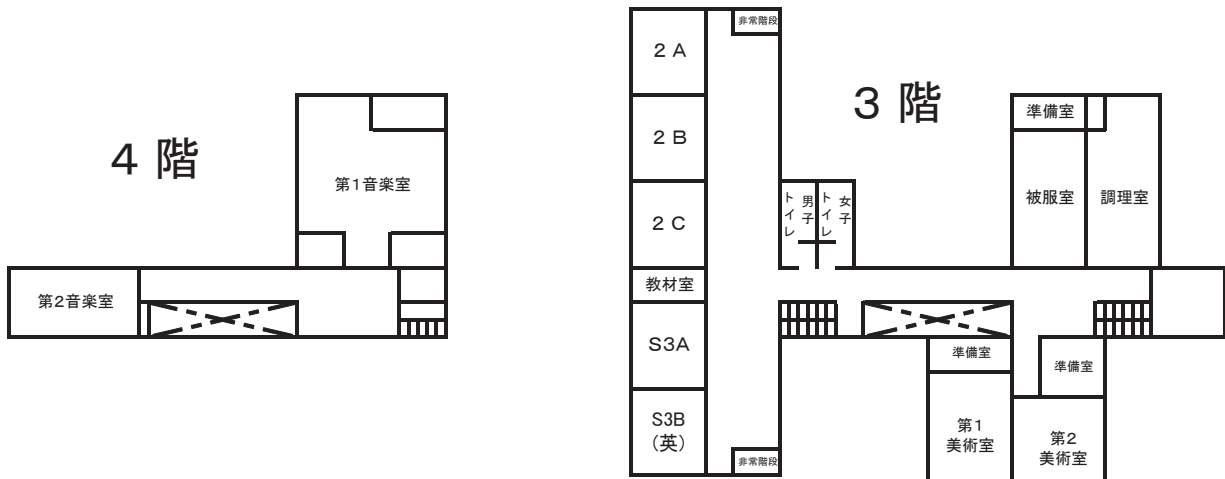 4 階
第1音楽室
第2音楽室
3 階
非常階段
2 A
2 B
2 C
教材室
S3A
S3B
(英)
非常階段
男子
トイレ
女子
トイレ
準備室
被服室
調理室
準備室
準備室
第1
美術室
第2
美術室